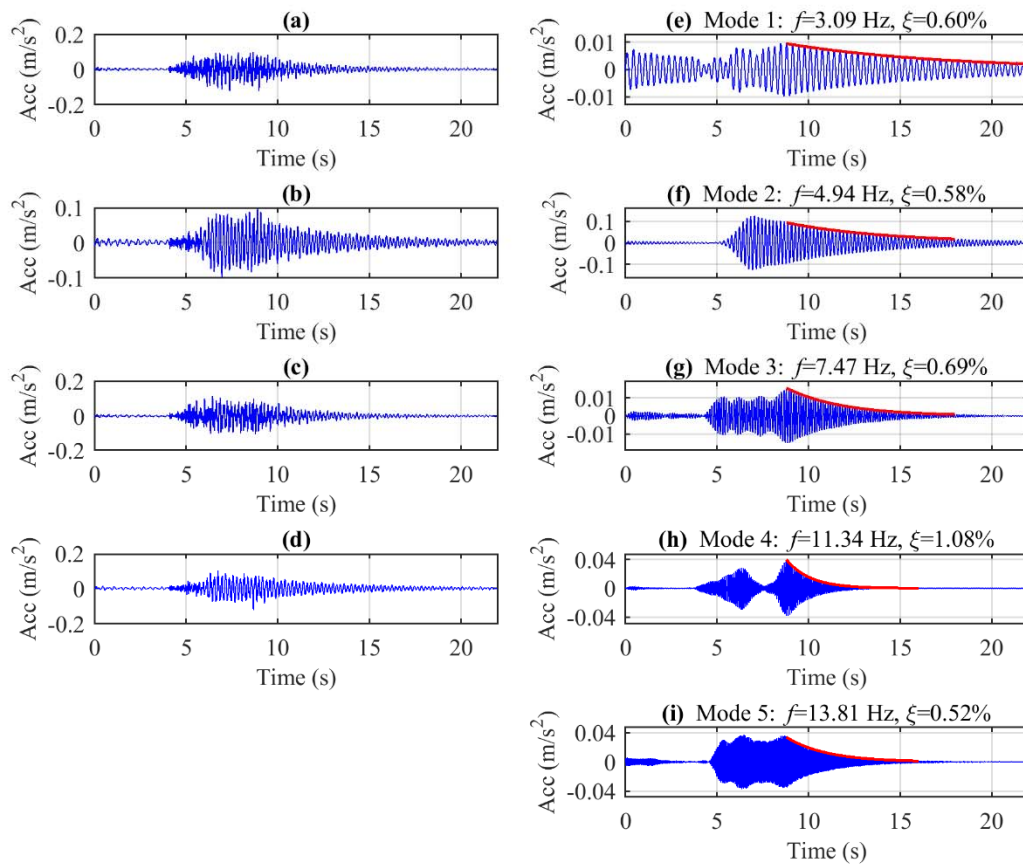 (a)
Acc (m/s²)
0.2
0
-0.2
0 5 10 15 20
Time (s)
(b)
Acc (m/s²)
0.1
0
-0.1
0 5 10 15 20
Time (s)
(c)
Acc (m/s²)
0.2
0
-0.2
0 5 10 15 20
Time (s)
(d)
Acc (m/s²)
0.2
0
-0.2
0 5 10 15 20
Time (s)
(e) Mode 1: f=3.09 Hz, ξ=0.60%
Acc (m/s²)
0.01
0
-0.01
0 5 10 15 20
Time (s)
(f) Mode 2: f=4.94 Hz, ξ=0.58%
Acc (m/s²)
0.1
0
-0.1
0 5 10 15 20
Time (s)
(g) Mode 3: f=7.47 Hz, ξ=0.69%
Acc (m/s²)
0.01
0
-0.01
0 5 10 15 20
Time (s)
(h) Mode 4: f=11.34 Hz, ξ=1.08%
Acc (m/s²)
0.04
0
-0.04
0 5 10 15 20
Time (s)
(i) Mode 5: f=13.81 Hz, ξ=0.52%
Acc (m/s²)
0.04
0
-0.04
0 5 10 15 20
Time (s)